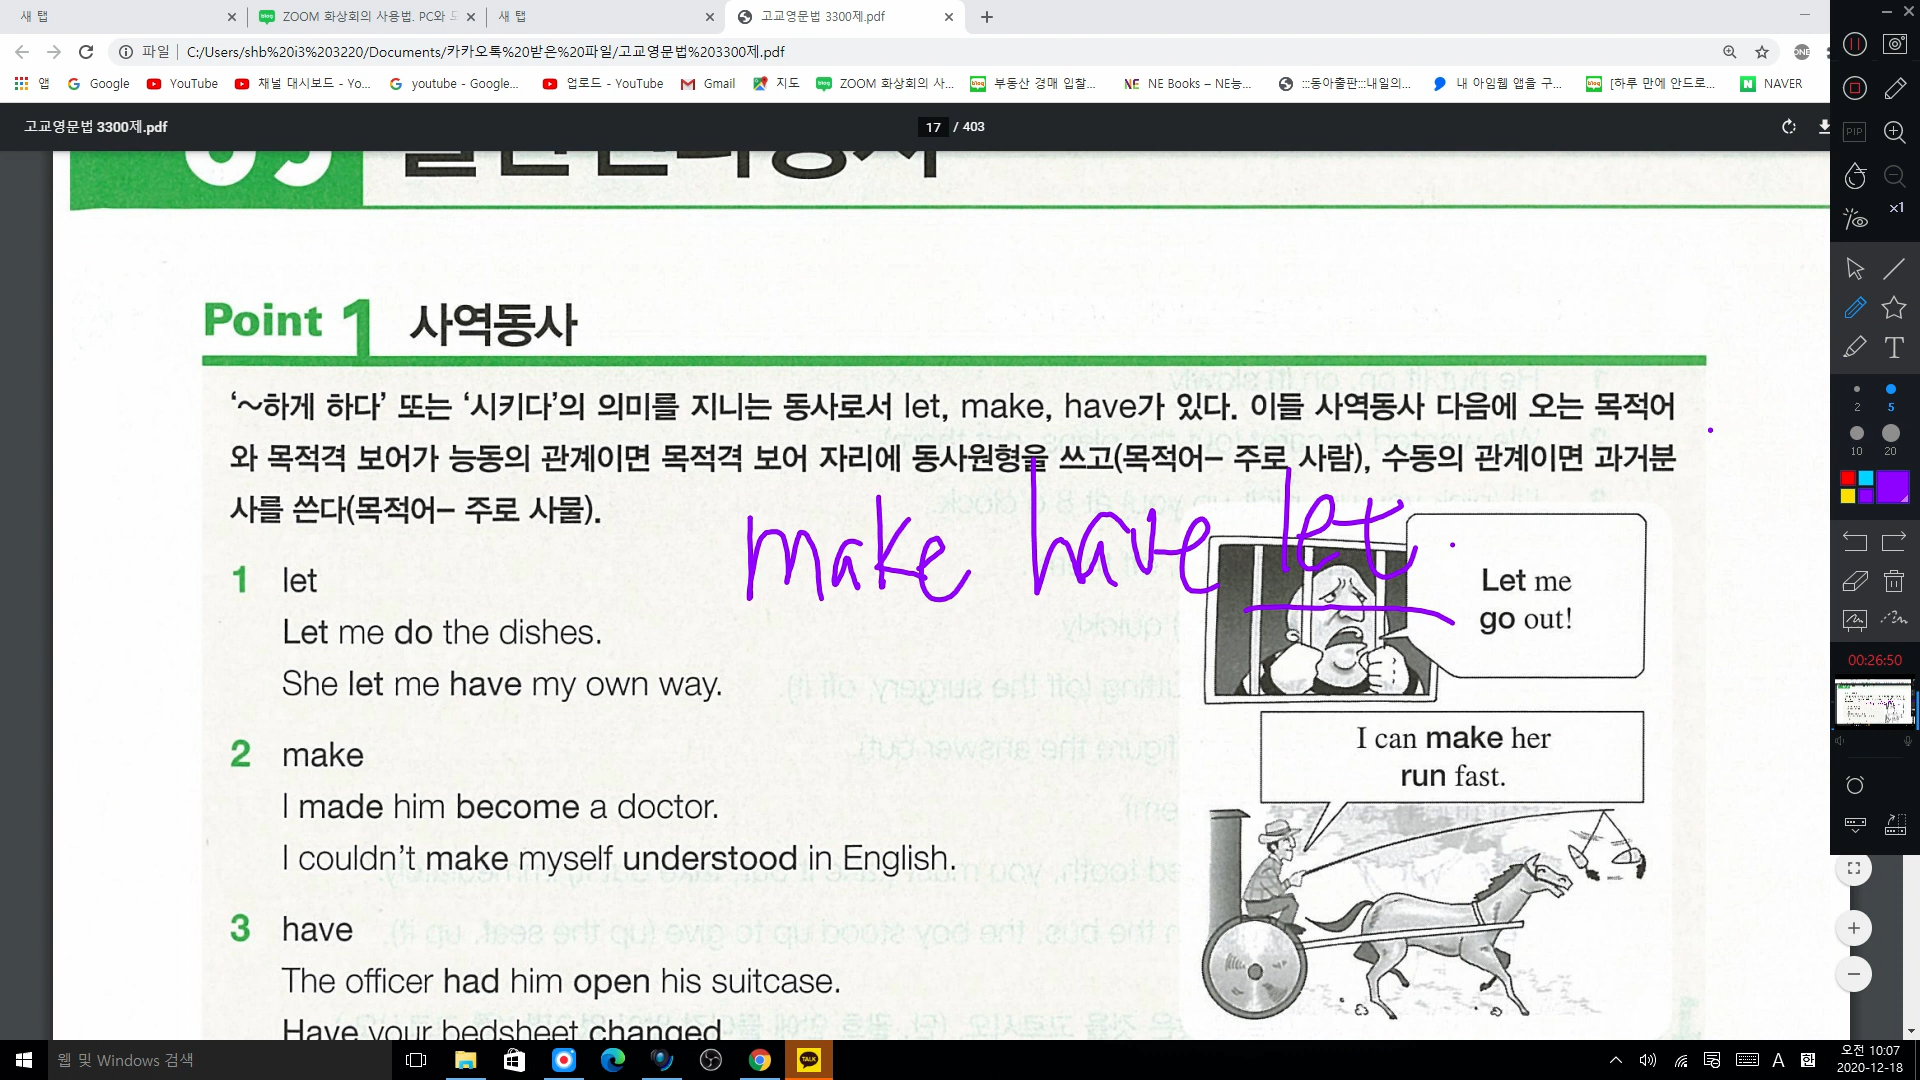 새 탭
ZOOM 화상회의 사용법. PC와 모
새 탭
고교영문법 3300제.pdf
파일 C:/Users/shb%20i3%203220/Documents/카카오톡%20받은%20파일/고교영문법%203300제.pdf
앱 Google YouTube 채널 대시보드 - Yo... youtube - Google... 업로드 - YouTube Gmail 지도 ZOOM 화상회의 사... 부동산 경매 입찰... NE Books – NE능... :::동아출판:::내일의... 내 아임웹 앱을 구... [하루 만에 안드로... NAVER
고교영문법 3300제.pdf
17 / 403
Point 1 사역동사
‘~하게 하다’ 또는 ‘시키다’의 의미를 지니는 동사로서 let, make, have가 있다. 이들 사역동사 다음에 오는 목적어
와 목적격 보어가 능동의 관계이면 목적격 보어 자리에 동사원형을 쓰고(목적어– 주로 사람), 수동의 관계이면 과거분
사를 쓴다(목적어– 주로 사물).
make have let
1 let
Let me do the dishes.
She let me have my own way.
2 make
I made him become a doctor.
I couldn’t make myself understood in English.
3 have
The officer had him open his suitcase.
Have your bedsheet changed
Let me
go out!
I can make her
run fast.
PIP
x1
T
2 5
10 20
00:26:50
웹 및 Windows 검색
TALK
A 한
오전 10:07
2020-12-18